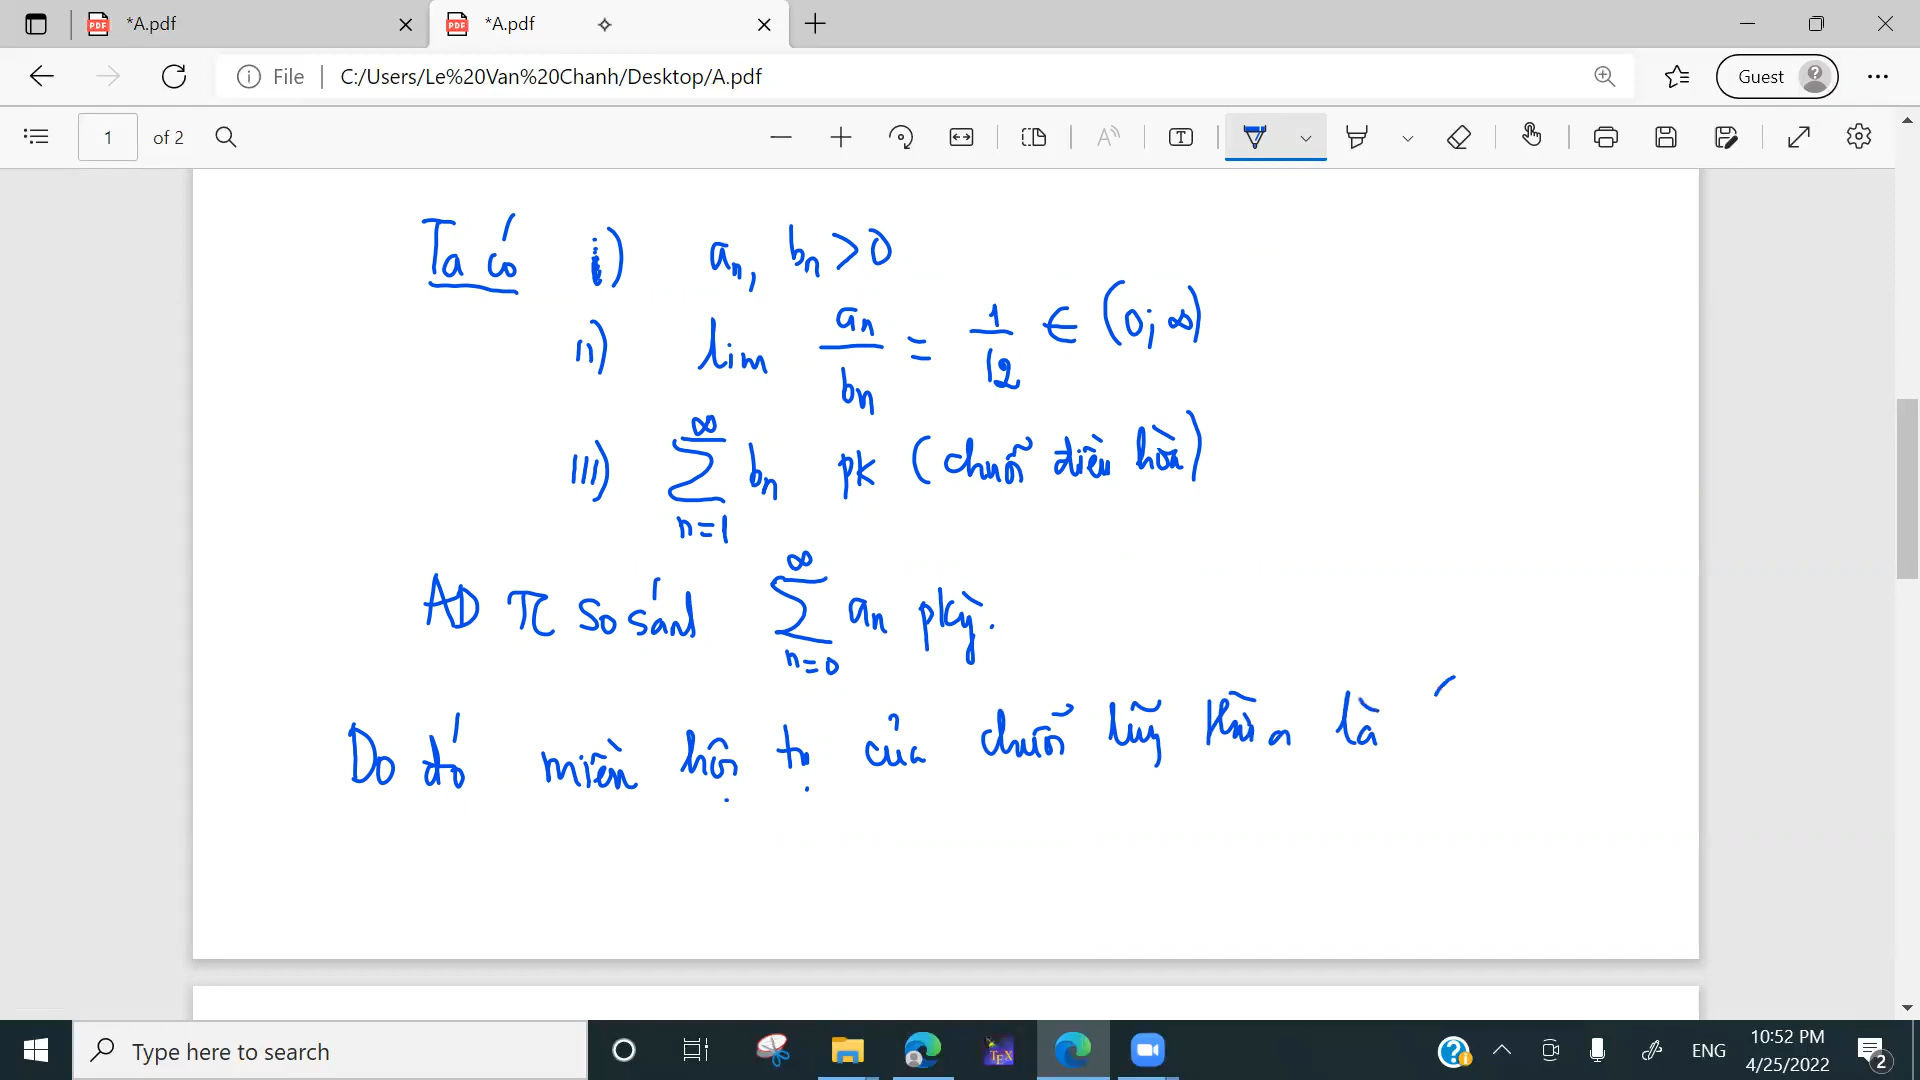 *A.pdf
*A.pdf
File | C:/Users/Le%20Van%20Chanh/Desktop/A.pdf
Guest
1 of 2
Ta có i) aₙ, bₙ > 0
ii) lim aₙ/bₙ = 1/12 ∈ (0; ∞)
iii) ∞∑n=1 bₙ pk (chuỗi điều hòa)
AD TC so sánh ∞∑n=0 aₙ pkỳ.
Do đó miền hội tụ của chuỗi lũy thừa là (
Type here to search
ENG
10:52 PM
4/25/2022
2